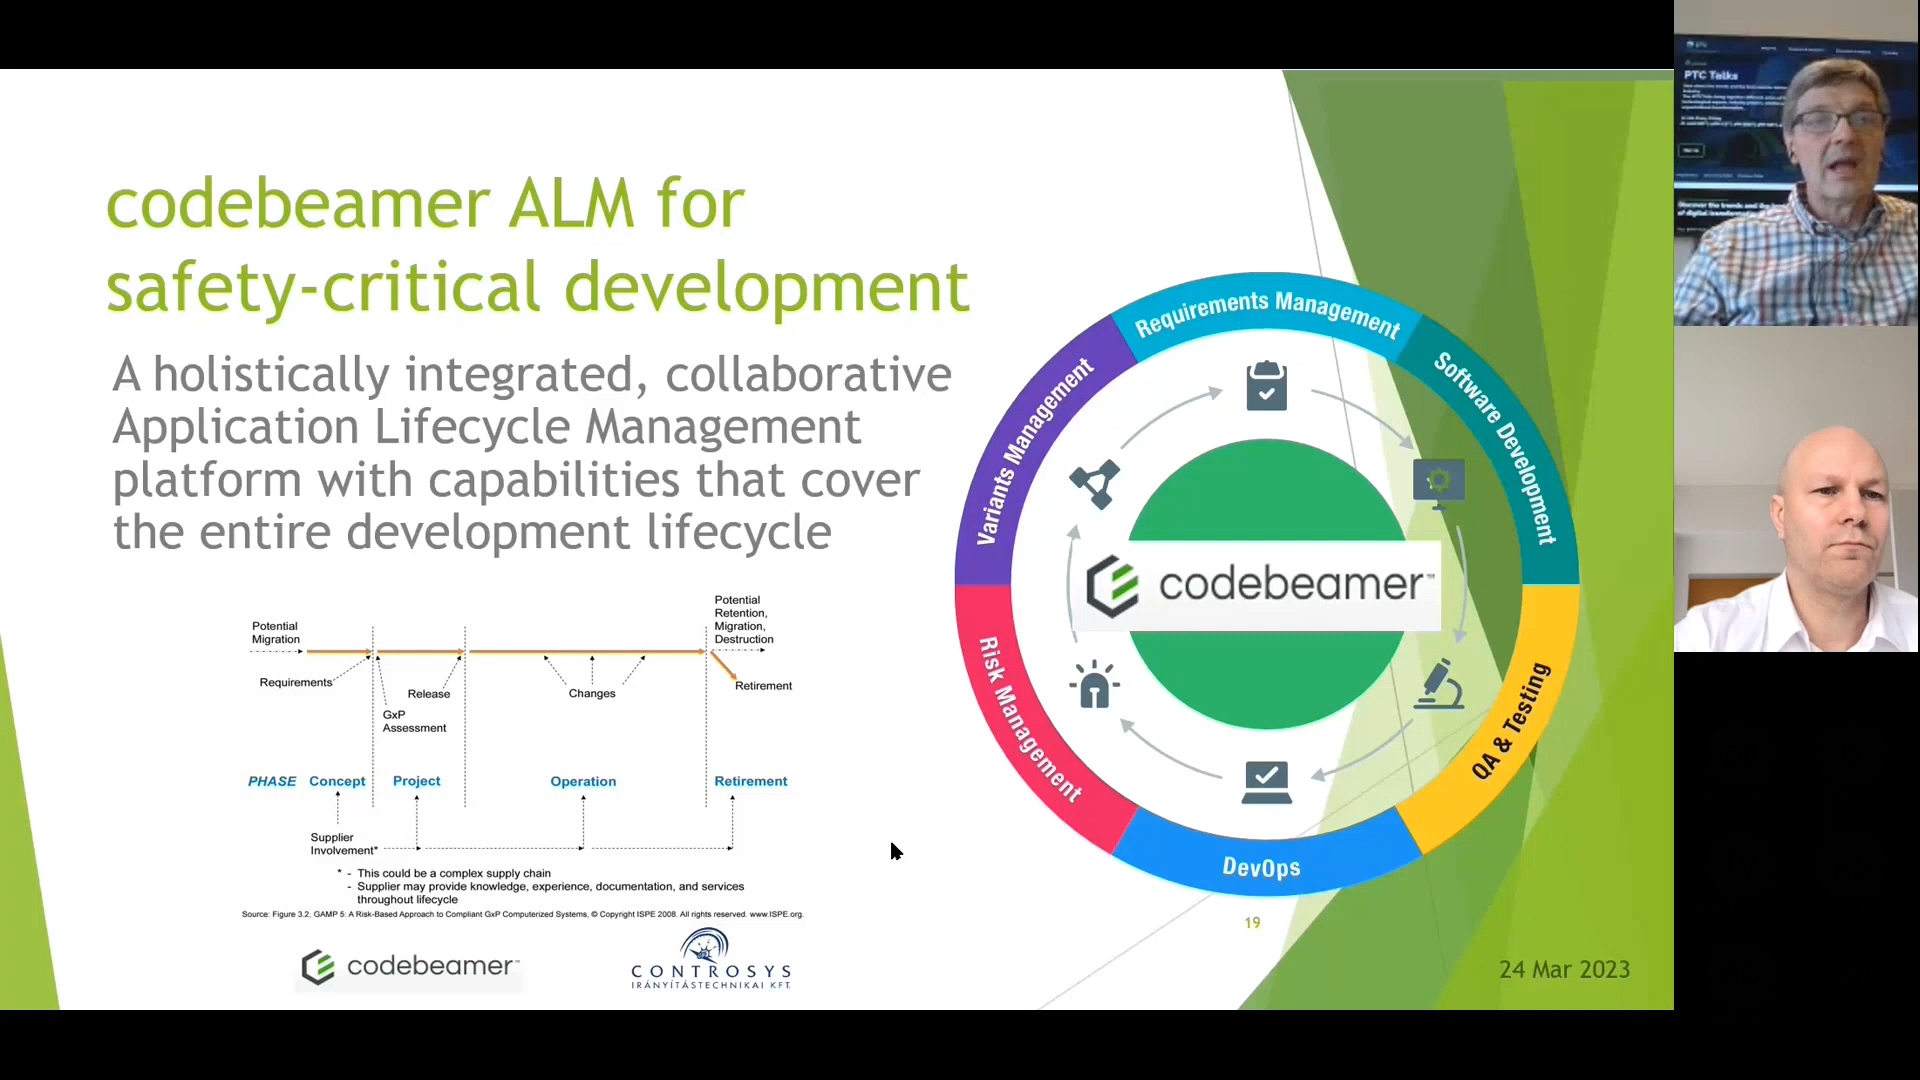 codebeamer ALM for
safety-critical development
A holistically integrated, collaborative
Application Lifecycle Management
platform with capabilities that cover
the entire development lifecycle
Potential
Migration
Potential
Retention,
Migration,
Destruction
Requirements
Release
Changes
Retirement
GxP
Assessment
PHASE Concept Project Operation Retirement
Supplier
Involvement*
* - This could be a complex supply chain
- Supplier may provide knowledge, experience, documentation, and services
throughout lifecycle
Source: Figure 3.2, GAMP 5: A Risk-Based Approach to Compliant GxP Computerized Systems, © Copyright ISPE 2008. All rights reserved. www.ISPE.org.
codebeamer™
CONTROSYS
IRÁNYÍTÁSTECHNIKAI KFT.
Requirements Management
Software Development
QA & Testing
DevOps
Risk Management
Variants Management
codebeamer™
19
24 Mar 2023
PTC Talks